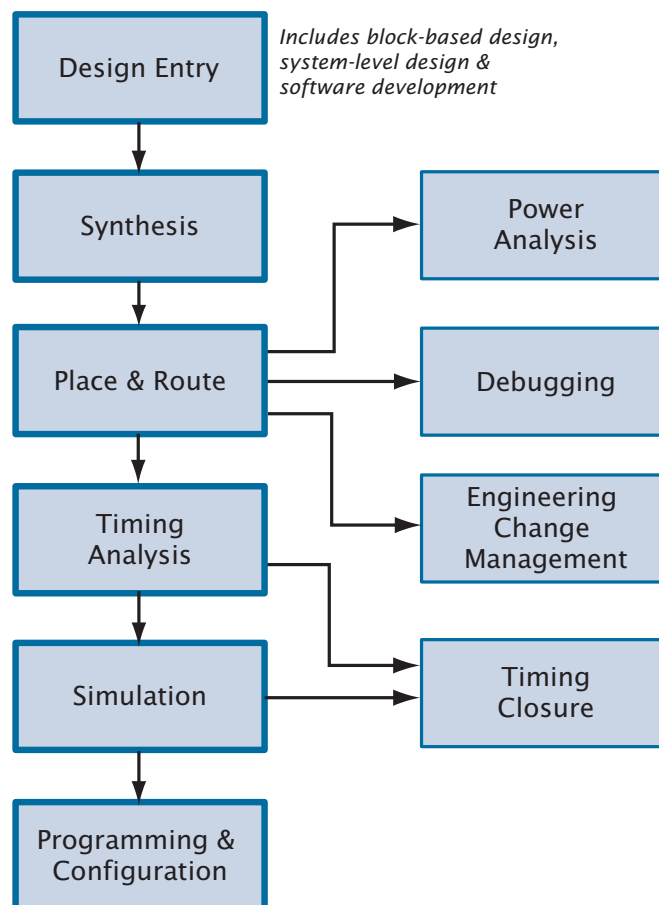 Design Entry
Includes block-based design,
system-level design &
software development
Synthesis
Power
Analysis
Place & Route
Debugging
Timing
Analysis
Engineering
Change
Management
Simulation
Timing
Closure
Programming &
Configuration